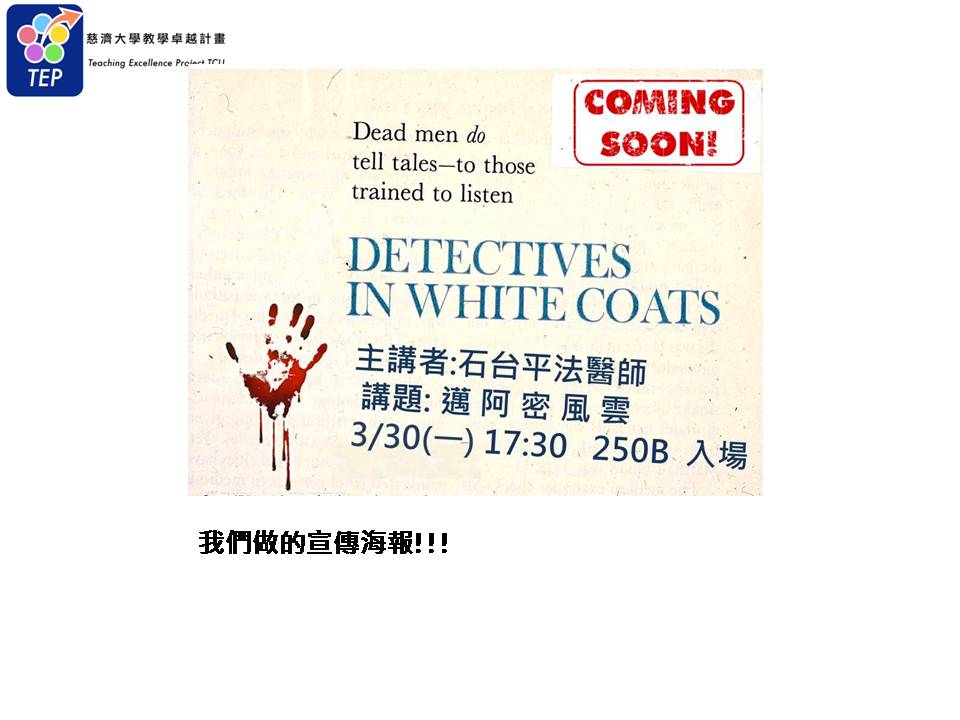 TEP
慈濟大學教學卓越計畫
Teaching Excellence Project TCU
COMING
SOON!
Dead men do
tell tales—to those
trained to listen
DETECTIVES
IN WHITE COATS
主講者:石台平法醫師
講題: 邁阿密風雲
3/30(一) 17:30 250B 入場
我們做的宣傳海報!!!